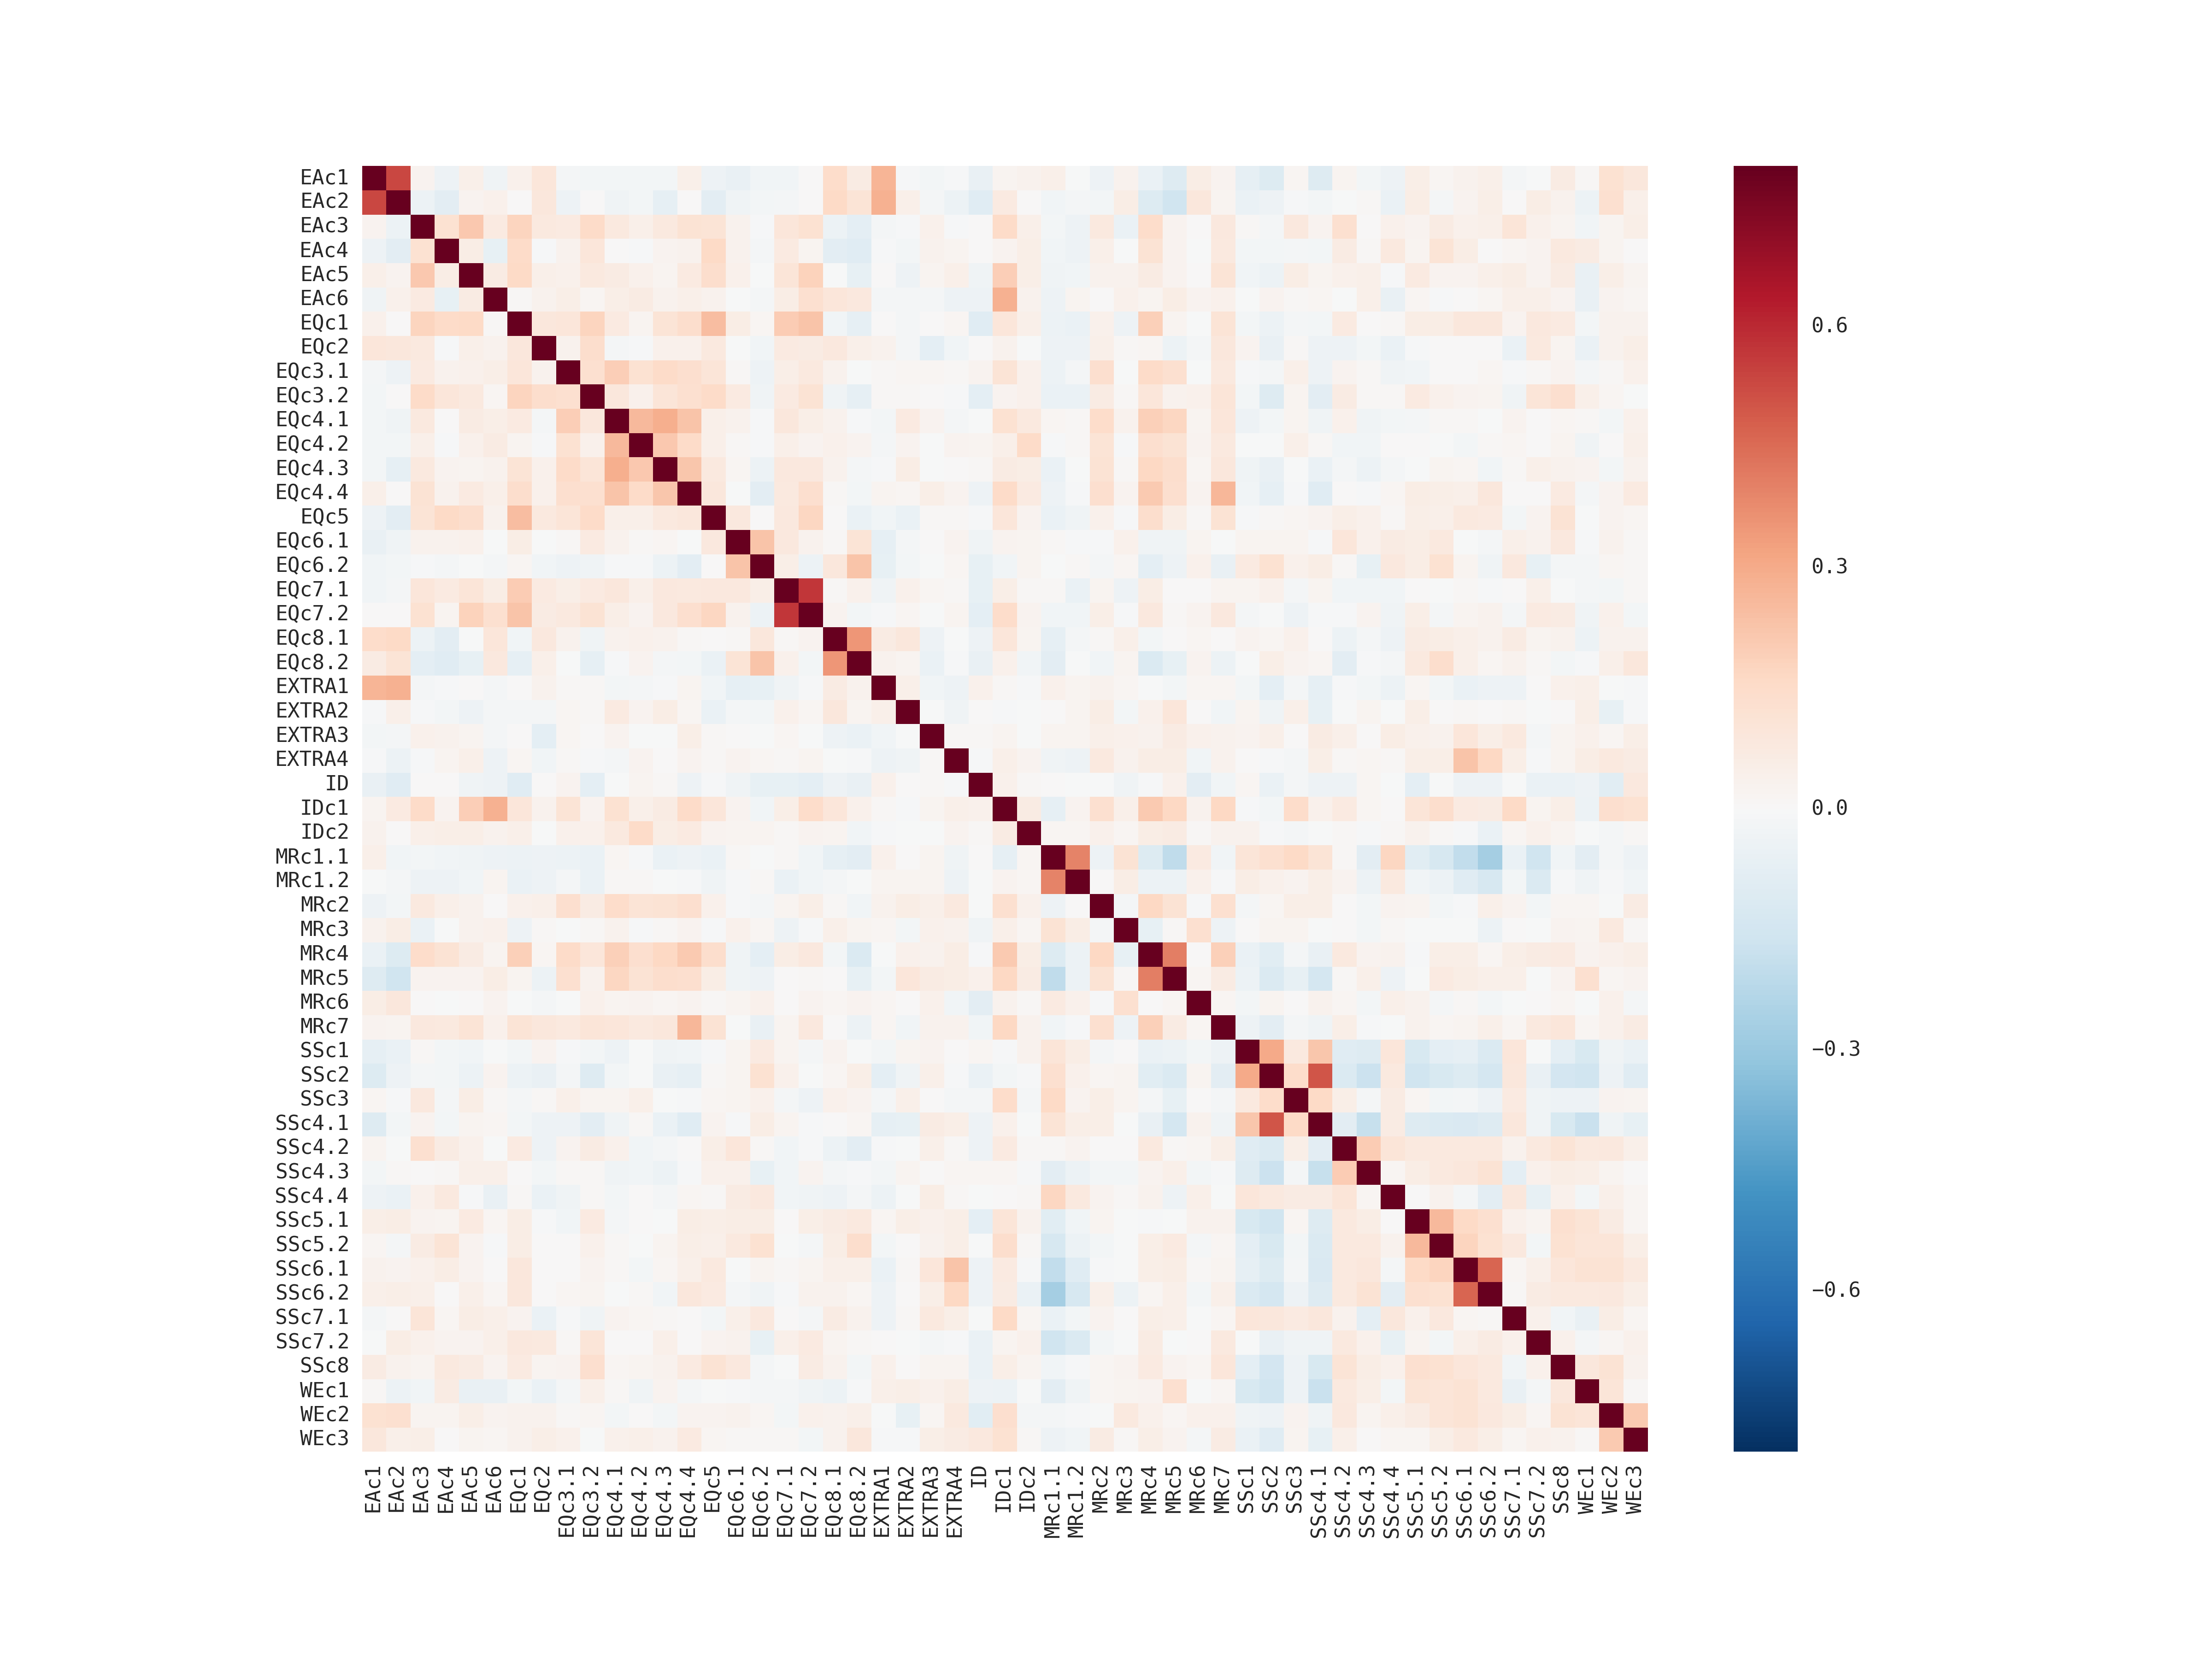 EAc1
EAc2
EAc3
EAc4
EAc5
EAc6
EQc1
EQc2
EQc3.1
EQc3.2
EQc4.1
EQc4.2
EQc4.3
EQc4.4
EQc5
EQc6.1
EQc6.2
EQc7.1
EQc7.2
EQc8.1
EQc8.2
EXTRA1
EXTRA2
EXTRA3
EXTRA4
ID
IDc1
IDc2
MRc1.1
MRc1.2
MRc2
MRc3
MRc4
MRc5
MRc6
MRc7
SSc1
SSc2
SSc3
SSc4.1
SSc4.2
SSc4.3
SSc4.4
SSc5.1
SSc5.2
SSc6.1
SSc6.2
SSc7.1
SSc7.2
SSc8
WEc1
WEc2
WEc3
EAc1
EAc2
EAc3
EAc4
EAc5
EAc6
EQc1
EQc2
EQc3.1
EQc3.2
EQc4.1
EQc4.2
EQc4.3
EQc4.4
EQc5
EQc6.1
EQc6.2
EQc7.1
EQc7.2
EQc8.1
EQc8.2
EXTRA1
EXTRA2
EXTRA3
EXTRA4
ID
IDc1
IDc2
MRc1.1
MRc1.2
MRc2
MRc3
MRc4
MRc5
MRc6
MRc7
SSc1
SSc2
SSc3
SSc4.1
SSc4.2
SSc4.3
SSc4.4
SSc5.1
SSc5.2
SSc6.1
SSc6.2
SSc7.1
SSc7.2
SSc8
WEc1
WEc2
WEc3
0.6
0.3
0.0
−0.3
−0.6